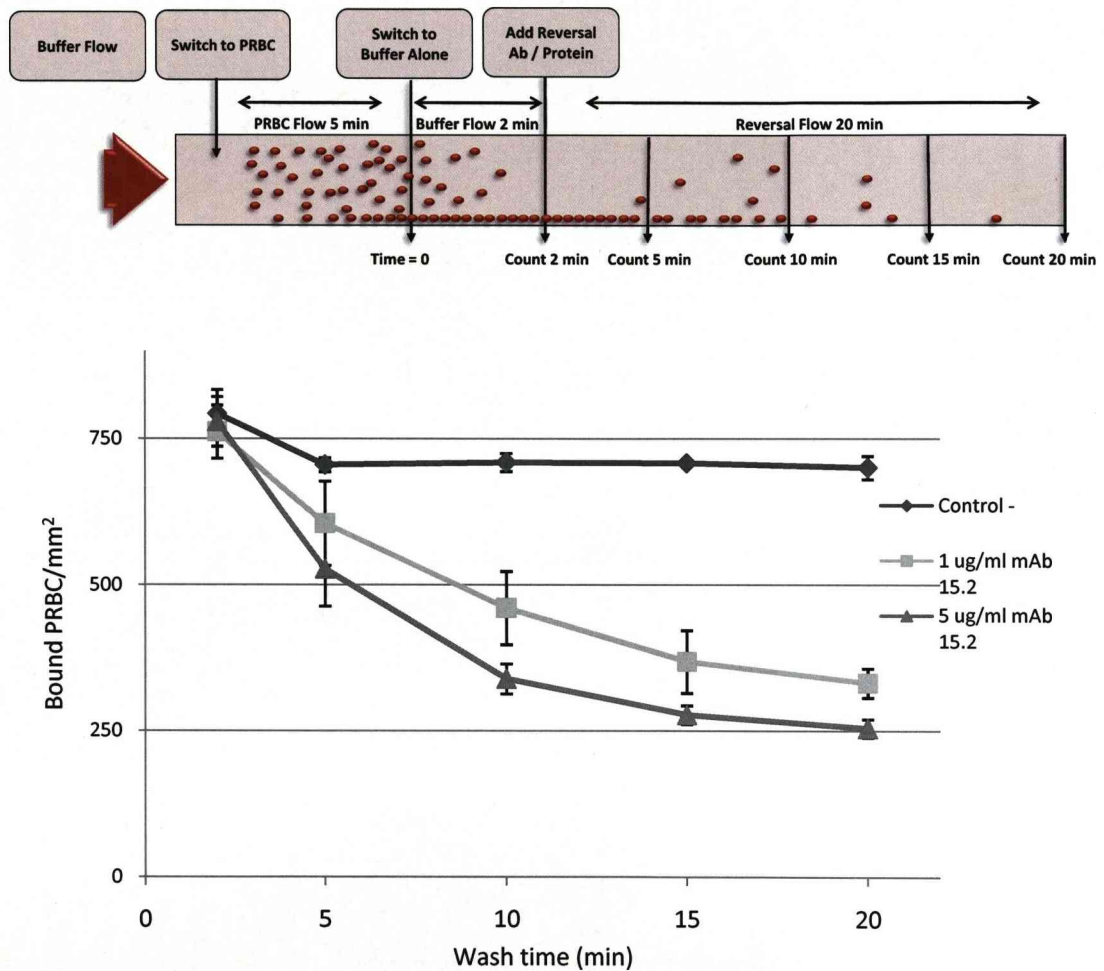 Buffer Flow
Switch to PRBC
Switch to
Buffer Alone
Add Reversal
Ab / Protein
PRBC Flow 5 min
Buffer Flow 2 min
Reversal Flow 20 min
Time = 0
Count 2 min
Count 5 min
Count 10 min
Count 15 min
Count 20 min
Bound PRBC/mm²
750
500
250
0
0
5
10
15
20
Wash time (min)
Control -
1 ug/ml mAb
15.2
5 ug/ml mAb
15.2